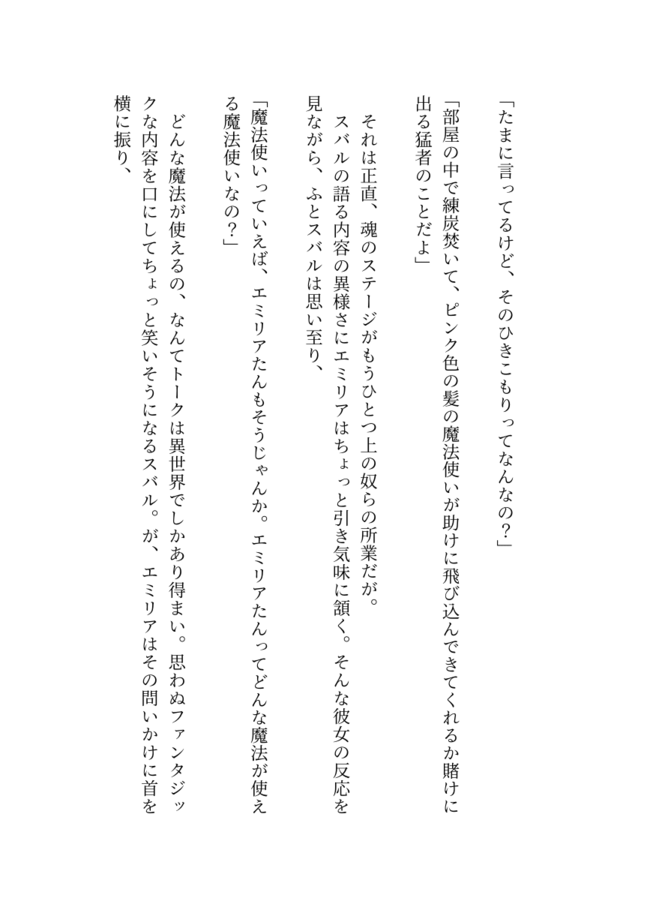 「たまに言ってるけど、そのひきこもりってなんなの？」
「部屋の中で練炭焚いて、ピンク色の髪の魔法使いが助けに飛び込んできてくれるか賭けに
出る猛者のことだよ」
それは正直、魂のステージがもうひとつ上の奴らの所業だが。
スバルの語る内容の異様さにエミリアはちょっと引き気味に頷く。そんな彼女の反応を
見ながら、ふとスバルは思い至り、
「魔法使いっていえば、エミリアたんもそうじゃんか。エミリアたんってどんな魔法が使え
る魔法使いなの？」
どんな魔法が使えるの、なんてトークは異世界でしかあり得まい。思わぬファンタジッ
クな内容を口にしてちょっと笑いそうになるスバル。が、エミリアはその問いかけに首を
横に振り、